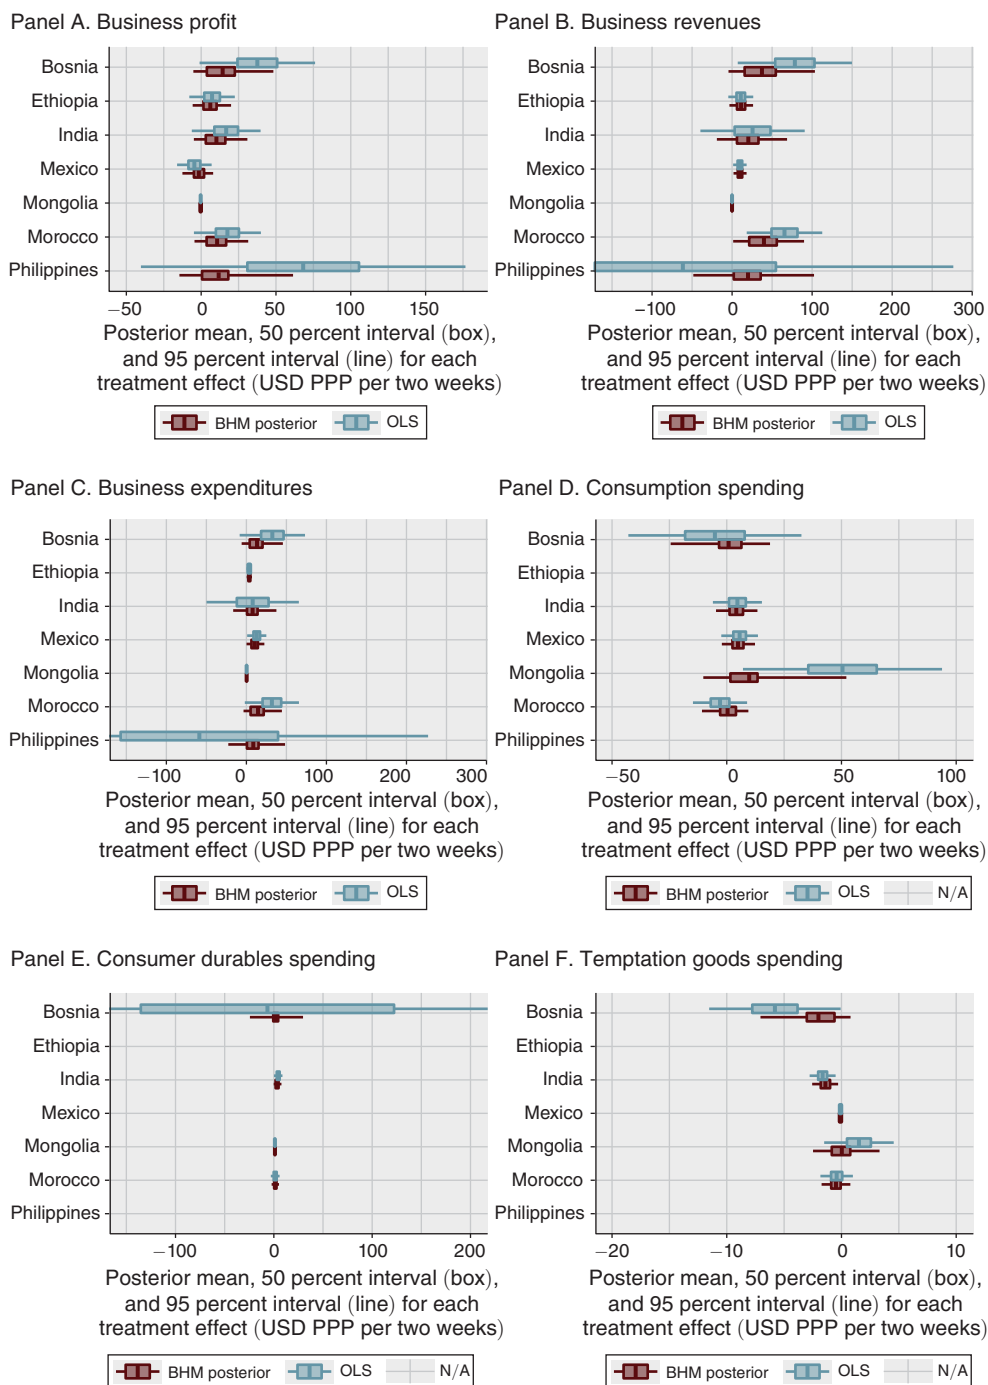 Panel A. Business profit
Bosnia
Ethiopia
India
Mexico
Mongolia
Morocco
Philippines
−50 0 50 100 150
Posterior mean, 50 percent interval (box),
and 95 percent interval (line) for each
treatment effect (USD PPP per two weeks)
BHM posterior OLS
Panel B. Business revenues
Bosnia
Ethiopia
India
Mexico
Mongolia
Morocco
Philippines
−100 0 100 200 300
Posterior mean, 50 percent interval (box),
and 95 percent interval (line) for each
treatment effect (USD PPP per two weeks)
BHM posterior OLS
Panel C. Business expenditures
Bosnia
Ethiopia
India
Mexico
Mongolia
Morocco
Philippines
−100 0 100 200 300
Posterior mean, 50 percent interval (box),
and 95 percent interval (line) for each
treatment effect (USD PPP per two weeks)
BHM posterior OLS
Panel D. Consumption spending
Bosnia
Ethiopia
India
Mexico
Mongolia
Morocco
Philippines
−50 0 50 100
Posterior mean, 50 percent interval (box),
and 95 percent interval (line) for each
treatment effect (USD PPP per two weeks)
BHM posterior OLS N/A
Panel E. Consumer durables spending
Bosnia
Ethiopia
India
Mexico
Mongolia
Morocco
Philippines
−100 0 100 200
Posterior mean, 50 percent interval (box),
and 95 percent interval (line) for each
treatment effect (USD PPP per two weeks)
BHM posterior OLS N/A
Panel F. Temptation goods spending
Bosnia
Ethiopia
India
Mexico
Mongolia
Morocco
Philippines
−20 −10 0 10
Posterior mean, 50 percent interval (box),
and 95 percent interval (line) for each
treatment effect (USD PPP per two weeks)
BHM posterior OLS N/A